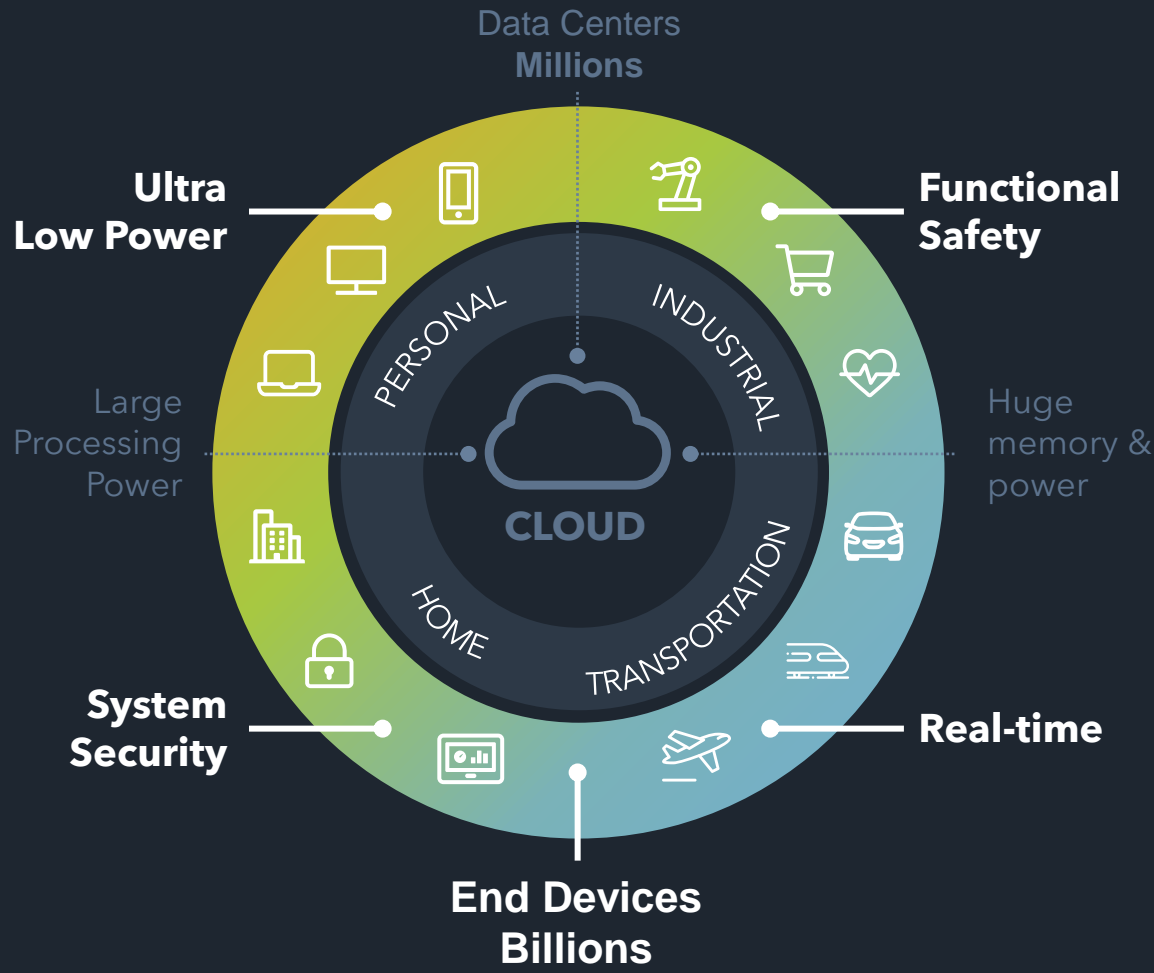 Data Centers
Millions
Ultra
Low Power
Functional
Safety
PERSONAL
INDUSTRIAL
Large
Processing
Power
Huge
memory &
power
CLOUD
HOME
TRANSPORTATION
System
Security
Real-time
End Devices
Billions